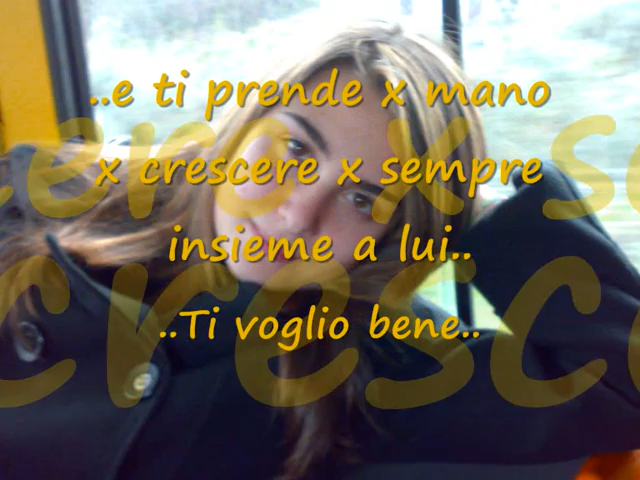 ..e ti prende x mano
x crescere x sempre
insieme a lui..
..Ti voglio bene..